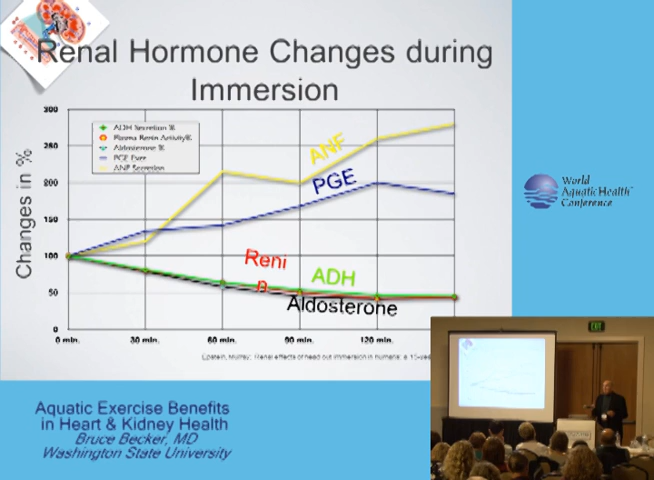 Renal Hormone Changes during
Immersion
Changes in %
300
250
200
150
100
50
0
ADH Secretion %
Plasma Renin Activity%
Aldosterone %
PGE Excr
ANF Secretion
ANF
PGE
Reni
n
ADH
Aldosterone
0 min.
30 min.
60 min.
90 min.
120 min.
Epstein, Murray: Renal effects of head out immersion in humans: a 15-year
World
Aquatic Health™
Conference
Aquatic Exercise Benefits
in Heart & Kidney Health
Bruce Becker, MD
Washington State University
EXIT